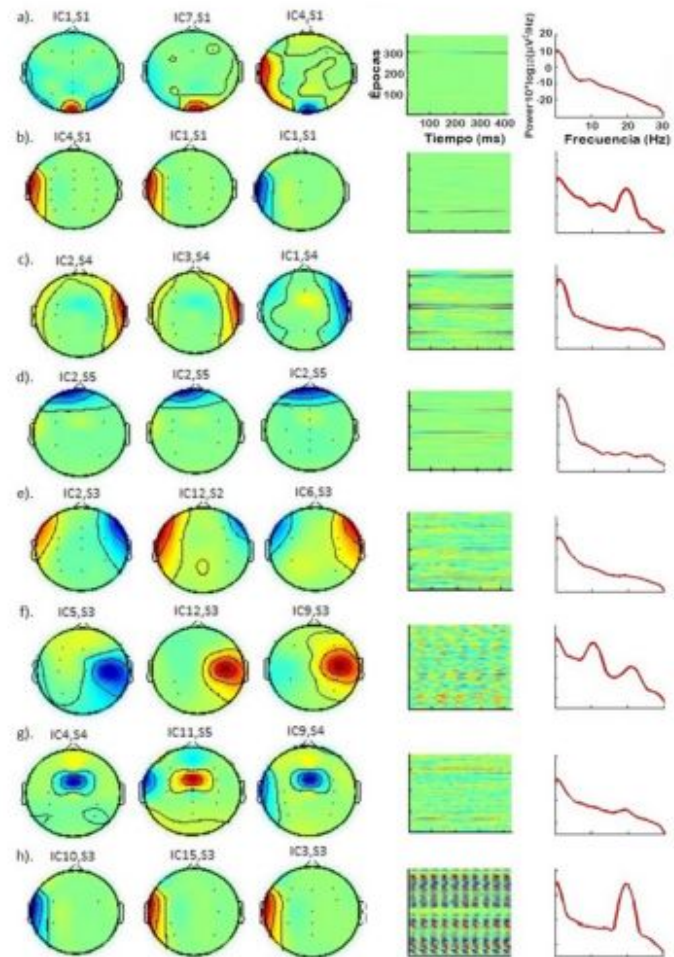 a).
IC1,S1
IC7,S1
IC4,S1
Épocas
300
200
100
100 200 300 400
Tiempo (ms)
Power10*log10(µV²/Hz)
20
10
0
-10
-20
0 10 20 30
Frecuencia (Hz)
b).
IC4,S1
IC1,S1
IC1,S1
c).
IC2,S4
IC3,S4
IC1,S4
d).
IC2,S5
IC2,S5
IC2,S5
e).
IC2,S3
IC12,S2
IC6,S3
f).
IC5,S3
IC12,S3
IC9,S3
g).
IC4,S4
IC11,S5
IC9,S4
h).
IC10,S3
IC15,S3
IC3,S3